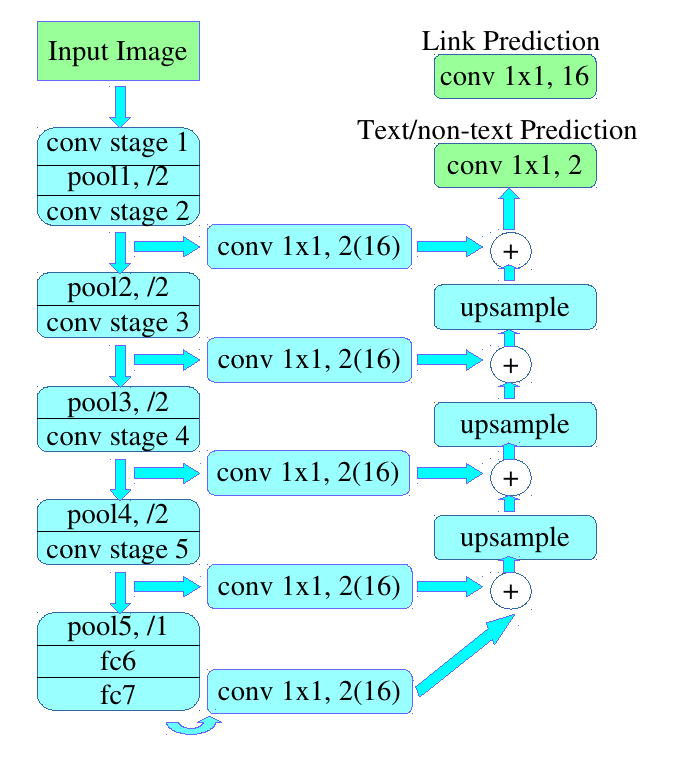 Input Image
conv stage 1
pool1, /2
conv stage 2
pool2, /2
conv stage 3
pool3, /2
conv stage 4
pool4, /2
conv stage 5
pool5, /1
fc6
fc7
conv 1x1, 2(16)
conv 1x1, 2(16)
conv 1x1, 2(16)
conv 1x1, 2(16)
conv 1x1, 2(16)
Link Prediction
conv 1x1, 16
Text/non-text Prediction
conv 1x1, 2
+
upsample
+
upsample
+
upsample
+